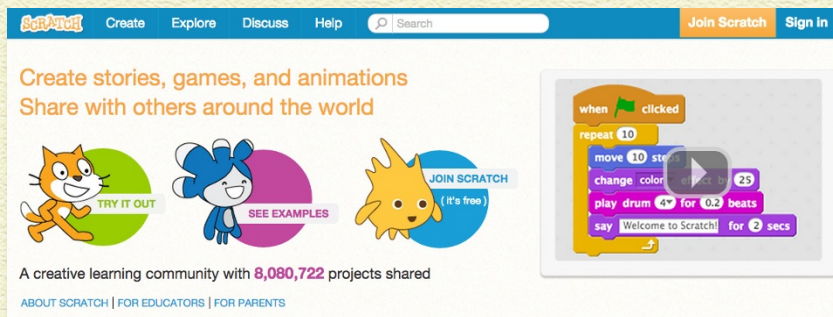 SCRATCH Create Explore Discuss Help Search Join Scratch Sign in
Create stories, games, and animations
Share with others around the world
TRY IT OUT
SEE EXAMPLES
JOIN SCRATCH
( it's free )
A creative learning community with 8,080,722 projects shared
ABOUT SCRATCH | FOR EDUCATORS | FOR PARENTS
when clicked
repeat 10
move 10 steps
change color effect by 25
play drum 4 for 0.2 beats
say Welcome to Scratch! for 2 secs